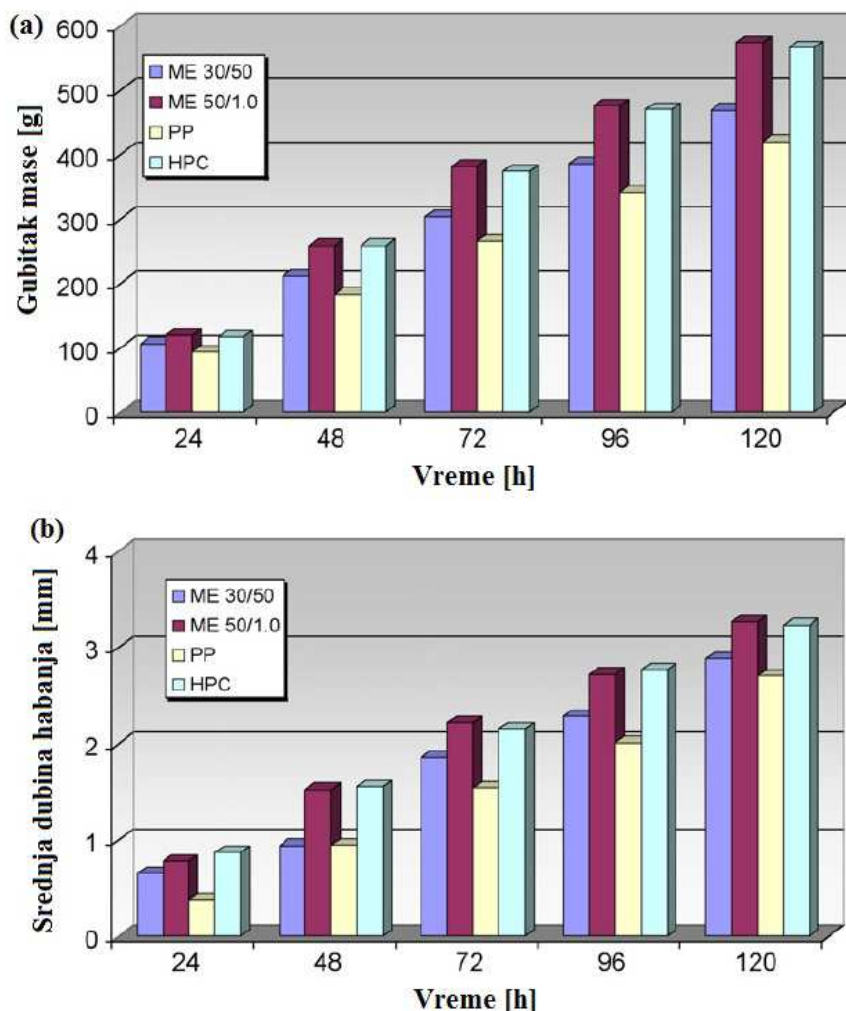 (a)
Gubitak mase [g]
600
500
400
300
200
100
0
ME 30/50
ME 50/1.0
PP
HPC
24 48 72 96 120
Vreme [h]
(b)
Srednja dubina habanja [mm]
4
3
2
1
0
ME 30/50
ME 50/1.0
PP
HPC
24 48 72 96 120
Vreme [h]